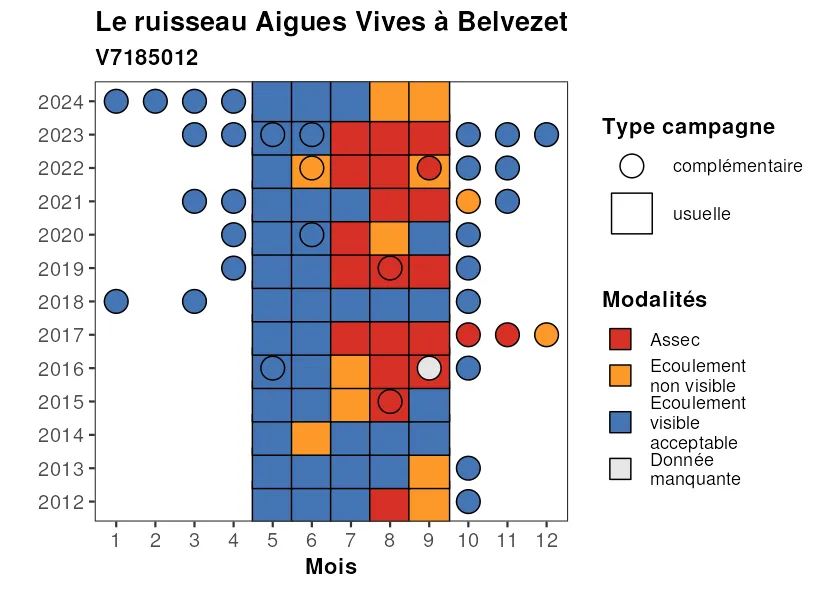 Le ruisseau Aigues Vives à Belvezet
V7185012
2024
2023
2022
2021
2020
2019
2018
2017
2016
2015
2014
2013
2012
1 2 3 4 5 6 7 8 9 10 11 12
Mois
Type campagne
complémentaire
usuelle
Modalités
Assec
Ecoulement
non visible
Ecoulement
visible
acceptable
Donnée
manquante